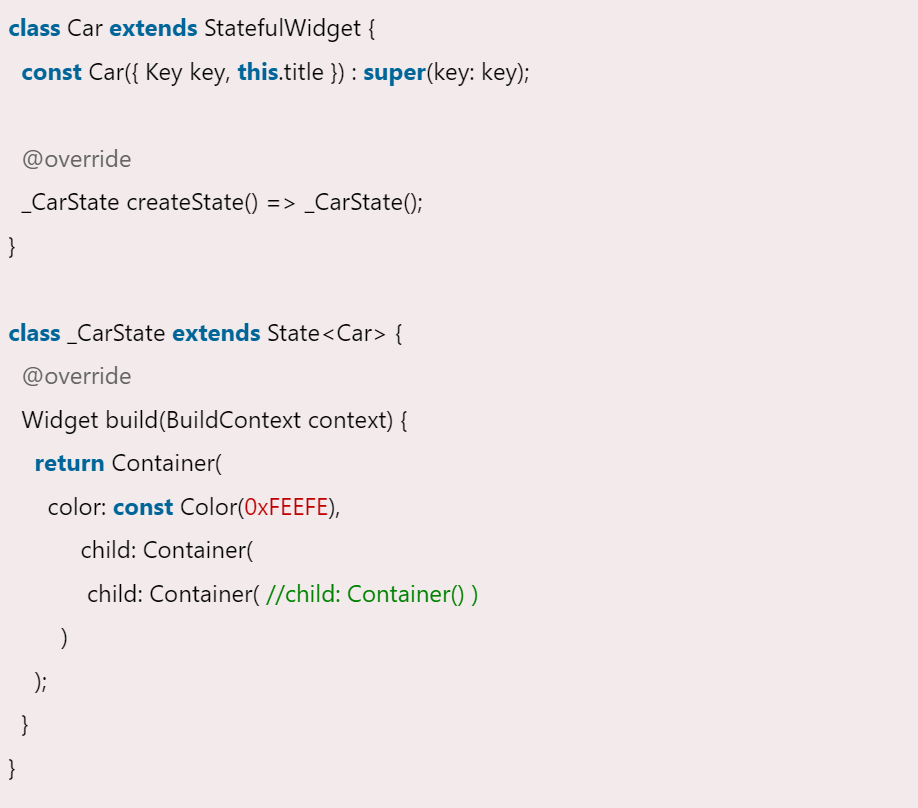 class Car extends StatefulWidget {
const Car({ Key key, this.title }) : super(key: key);
@override
_CarState createState() => _CarState();
}
class _CarState extends State<Car> {
@override
Widget build(BuildContext context) {
return Container(
color: const Color(0xFEEFE),
child: Container(
child: Container( //child: Container() )
)
);
}
}